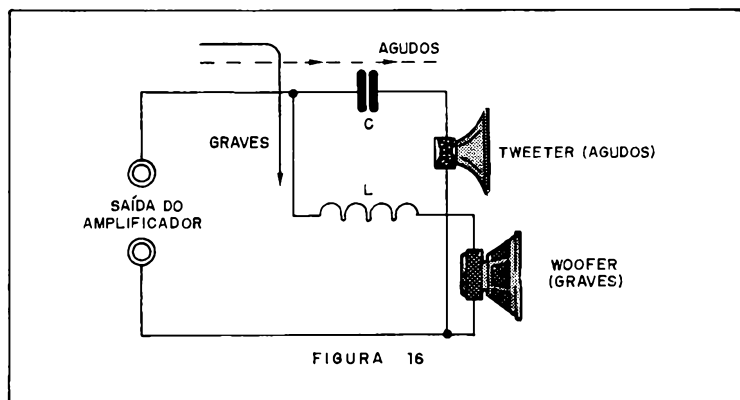 AGUDOS
C
GRAVES
TWEETER (AGUDOS)
L
SAÍDA DO
AMPLIFICADOR
WOOFER
(GRAVES)
FIGURA 16